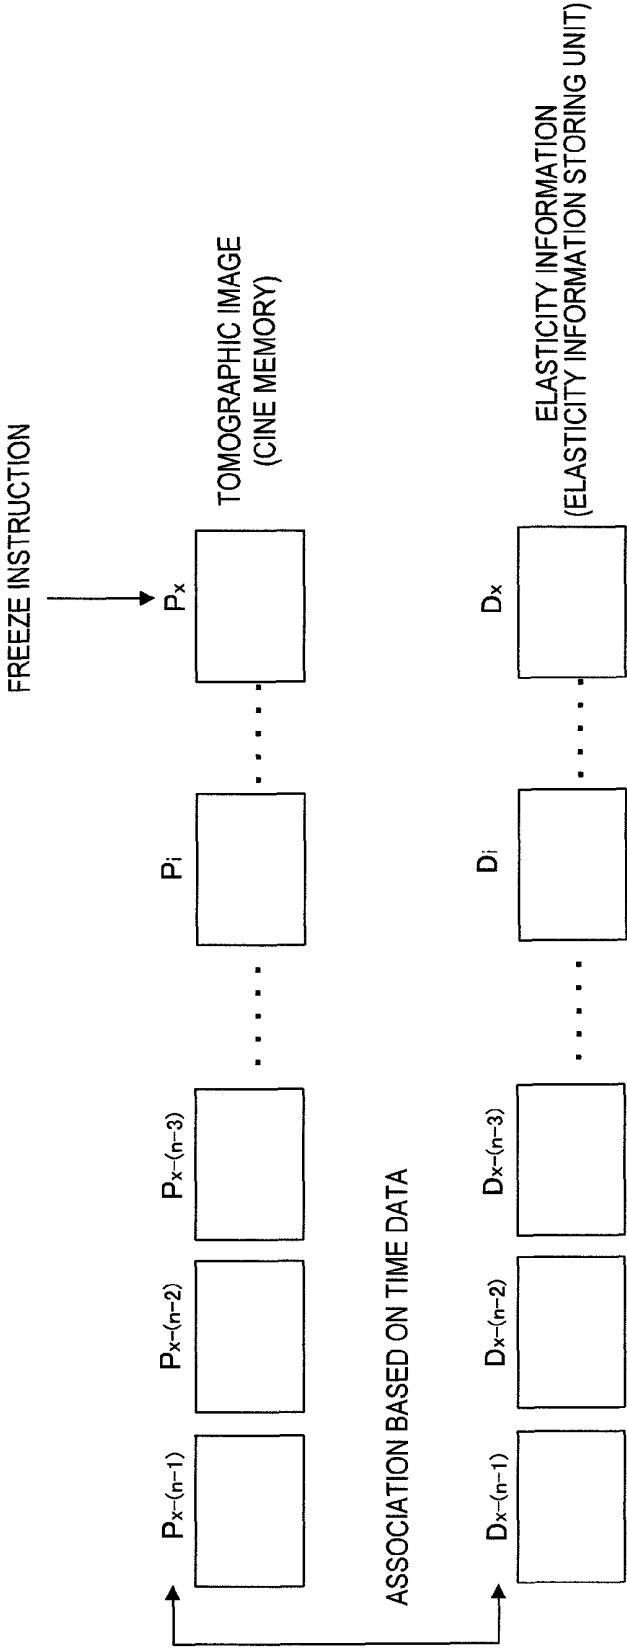 FREEZE INSTRUCTION
Px-(n-1) Px-(n-2) Px-(n-3) Pi Px
TOMOGRAPHIC IMAGE
(CINE MEMORY)
ASSOCIATION BASED ON TIME DATA
Dx-(n-1) Dx-(n-2) Dx-(n-3) Di Dx
ELASTICITY INFORMATION
(ELASTICITY INFORMATION STORING UNIT)